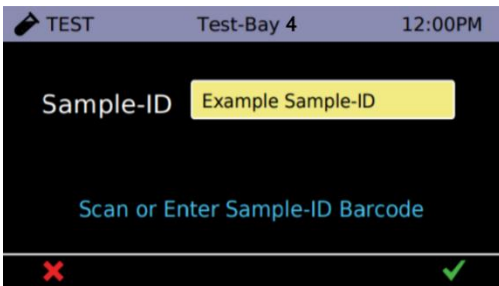 TEST Test-Bay 4 12:00PM
Sample-ID Example Sample-ID
Scan or Enter Sample-ID Barcode